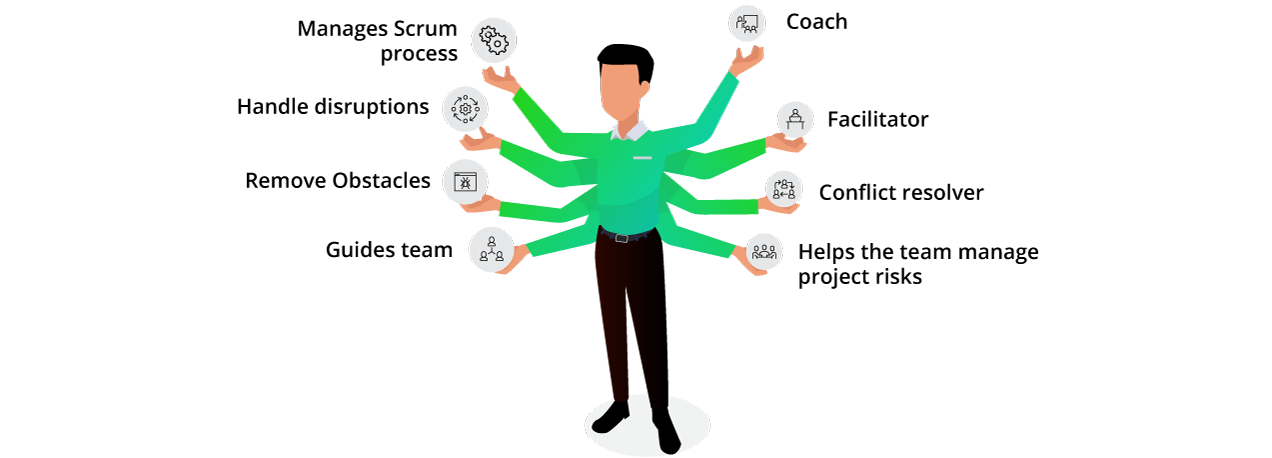 Manages Scrum
process
Handle disruptions
Remove Obstacles
Guides team
Coach
Facilitator
Conflict resolver
Helps the team manage
project risks